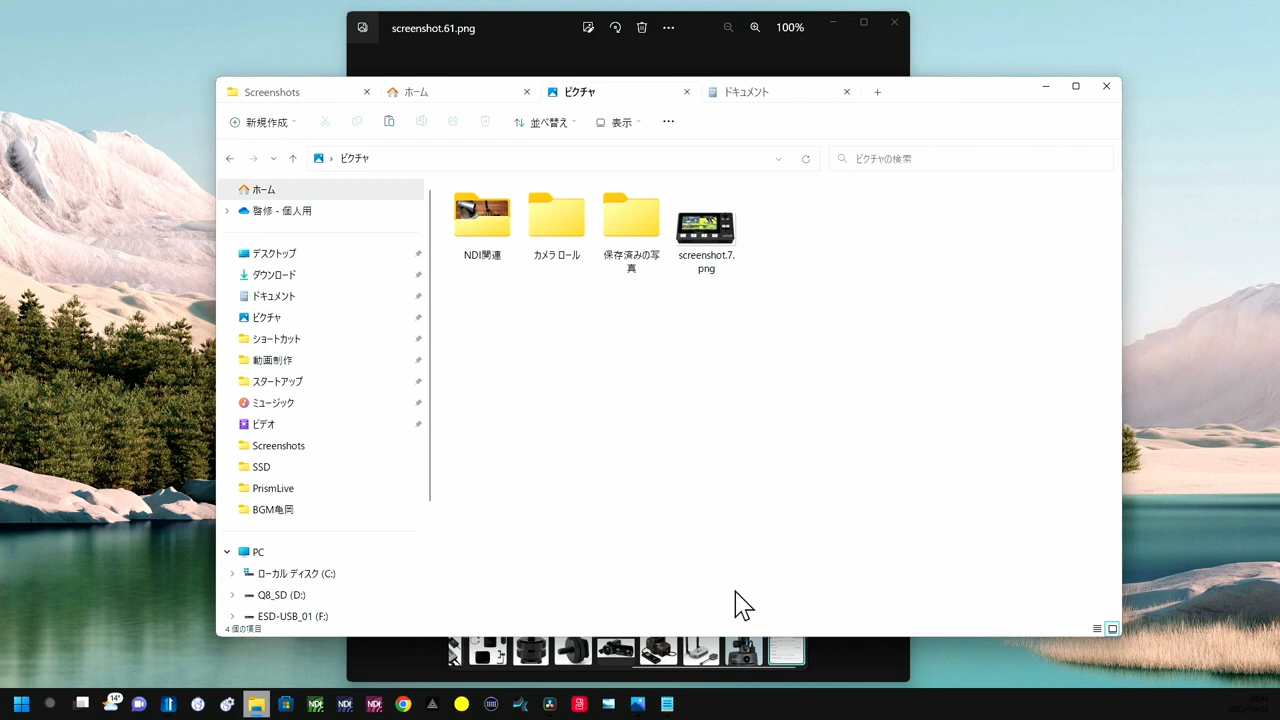 screenshot.61.png
100%
Screenshots
ホーム
ピクチャ
ドキュメント
新規作成
並べ替え
表示
ピクチャ
ピクチャの検索
ホーム
啓修 - 個人用
デスクトップ
ダウンロード
ドキュメント
ピクチャ
ショートカット
動画制作
スタートアップ
ミュージック
ビデオ
Screenshots
SSD
PrismLive
BGM亀岡
PC
ローカル ディスク (C:)
Q8_SD (D:)
ESD-USB_01 (F:)
4 個の項目
NDI関連
カメラ ロール
保存済みの写
真
screenshot.7.
png
14°